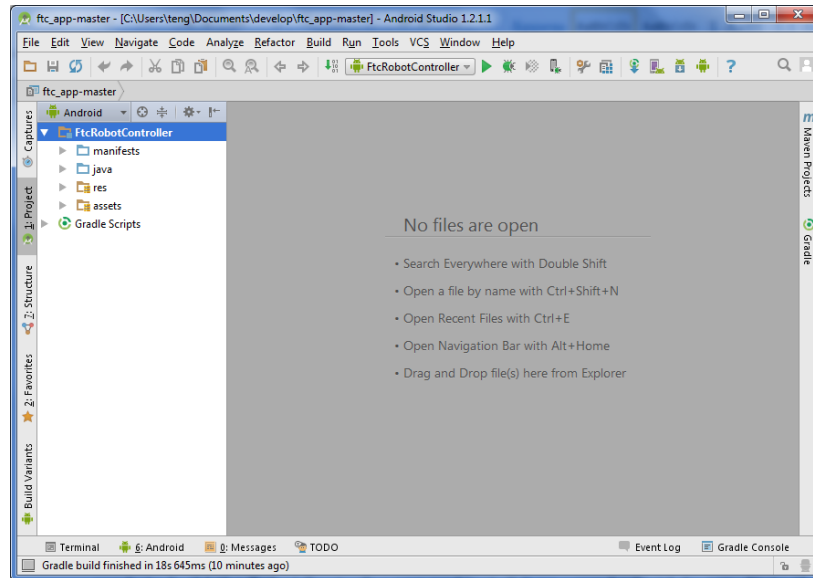 ftc_app-master - [C:\Users\teng\Documents\develop\ftc_app-master] - Android Studio 1.2.1.1
File Edit View Navigate Code Analyze Refactor Build Run Tools VCS Window Help
FtcRobotController
ftc_app-master
Android
FtcRobotController
manifests
java
res
assets
Gradle Scripts
Captures
1: Project
7: Structure
2: Favorites
Build Variants
No files are open
• Search Everywhere with Double Shift
• Open a file by name with Ctrl+Shift+N
• Open Recent Files with Ctrl+E
• Open Navigation Bar with Alt+Home
• Drag and Drop file(s) here from Explorer
Maven Projects
Gradle
Terminal 6: Android 0: Messages TODO Event Log Gradle Console
Gradle build finished in 18s 645ms (10 minutes ago)